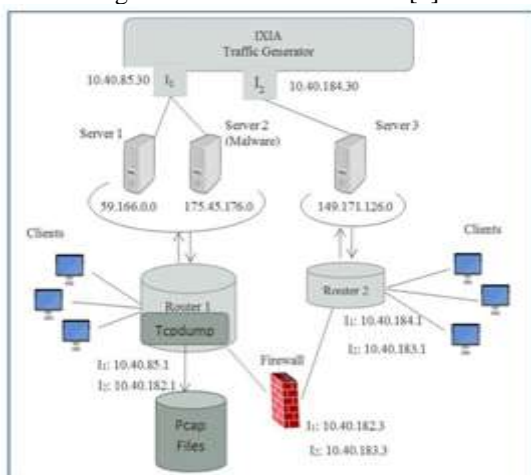 IXIA
Traffic Generator
10.40.85.30
I1
I2
10.40.184.30
Server 1
Server 2
(Malware)
Server 3
59.166.0.0
175.45.176.0
149.171.126.0
Clients
Clients
Router 1
Tcpdump
Router 2
I1: 10.40.85.1
I2: 10.40.182.1
Firewall
I1: 10.40.184.1
I2: 10.40.183.1
Pcap
Files
I1: 10.40.182.3
I2: 10.40.183.3